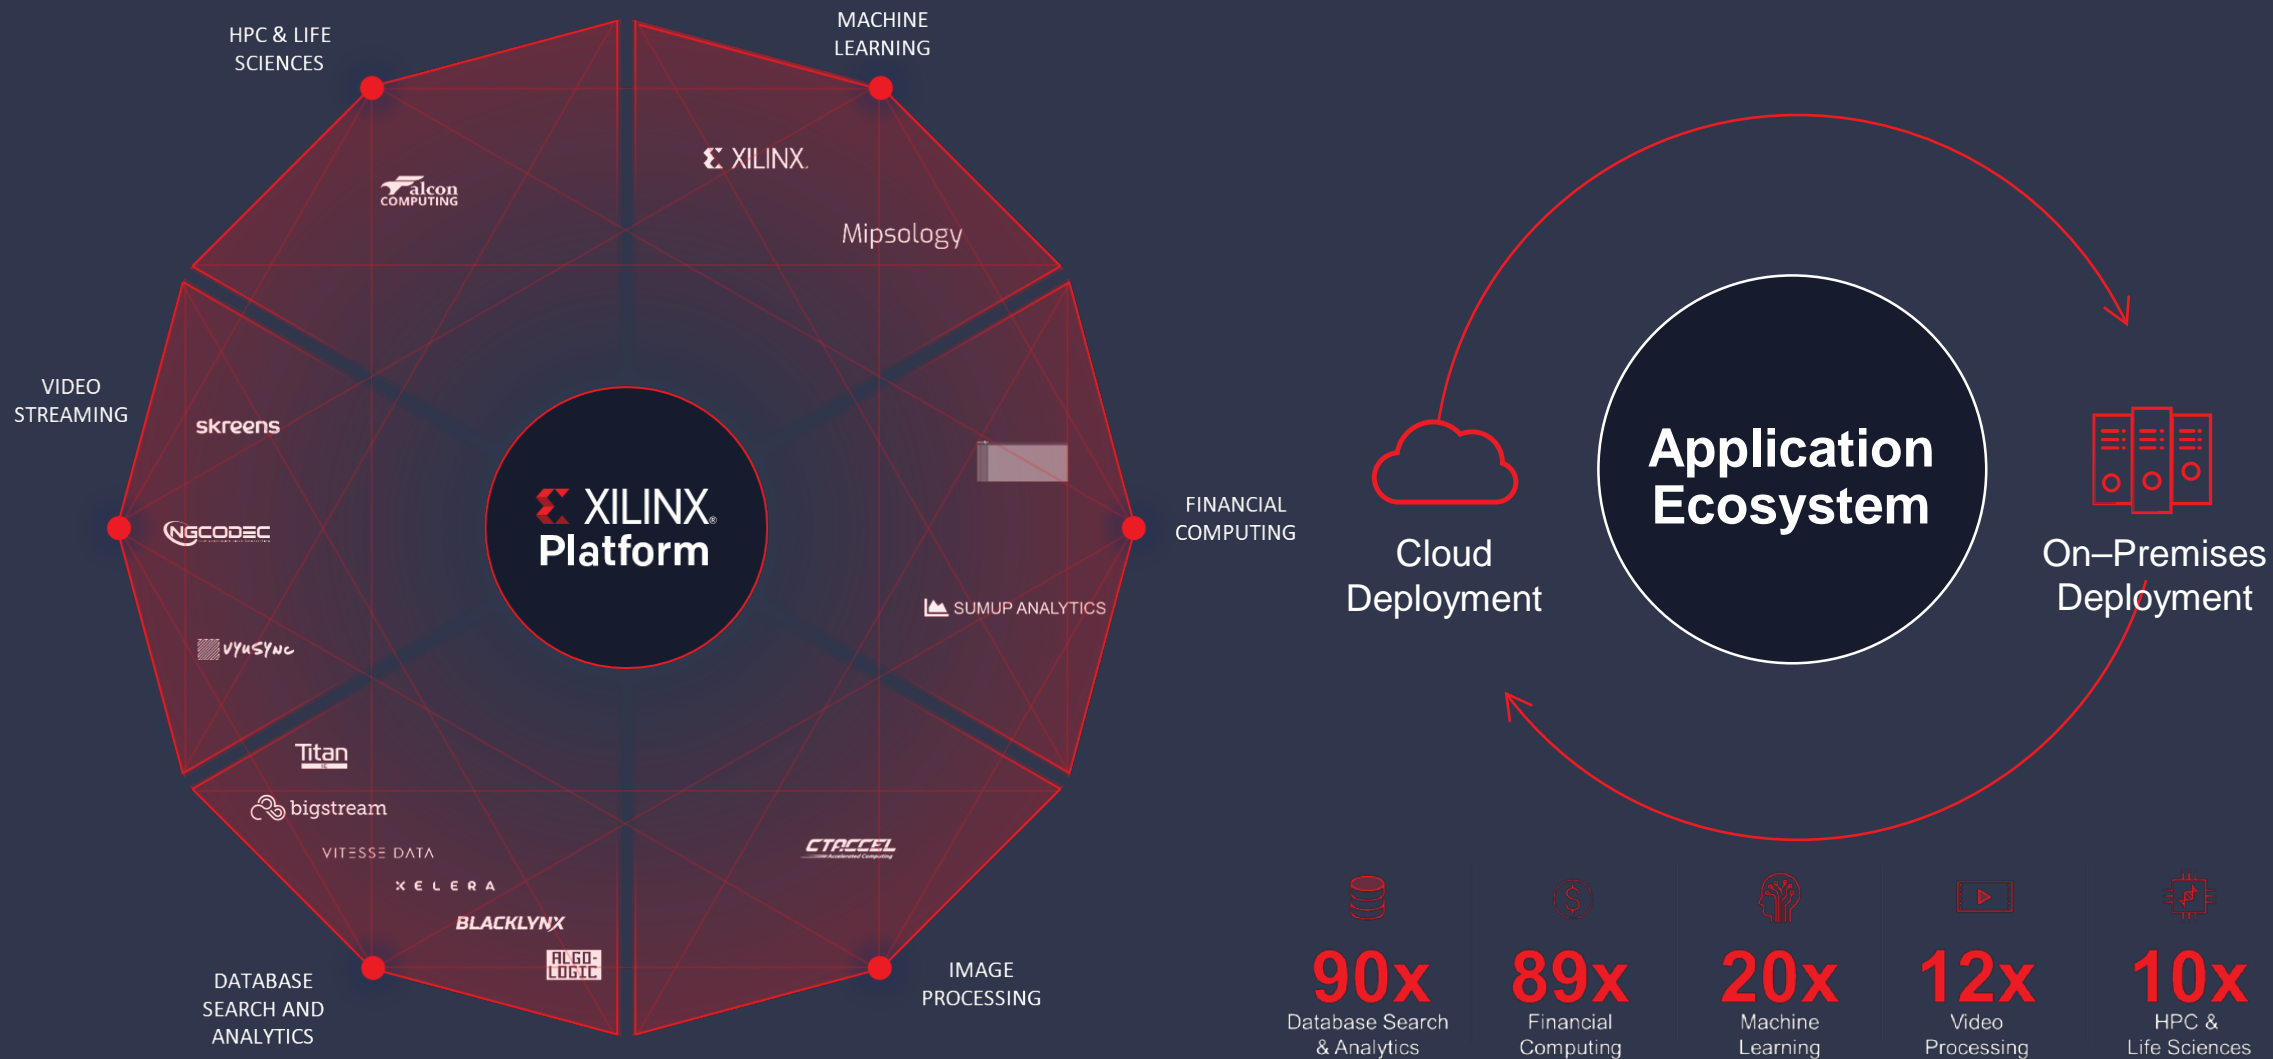 HPC & LIFE
SCIENCES
MACHINE
LEARNING
falcon
COMPUTING
XILINX
Mipsology
VIDEO
STREAMING
skreens
NGCODEC
VYUSYNC
XILINX®
Platform
FINANCIAL
COMPUTING
SUMUP ANALYTICS
Titan
IC
bigstream
VITESSE DATA
XELERA
BLACKLYNX
ALGO-
LOGIC
CTACCEL
Accelerated Computing
DATABASE
SEARCH AND
ANALYTICS
IMAGE
PROCESSING
Application
Ecosystem
Cloud
Deployment
On–Premises
Deployment
90x
Database Search
& Analytics
89x
Financial
Computing
20x
Machine
Learning
12x
Video
Processing
10x
HPC &
Life Sciences